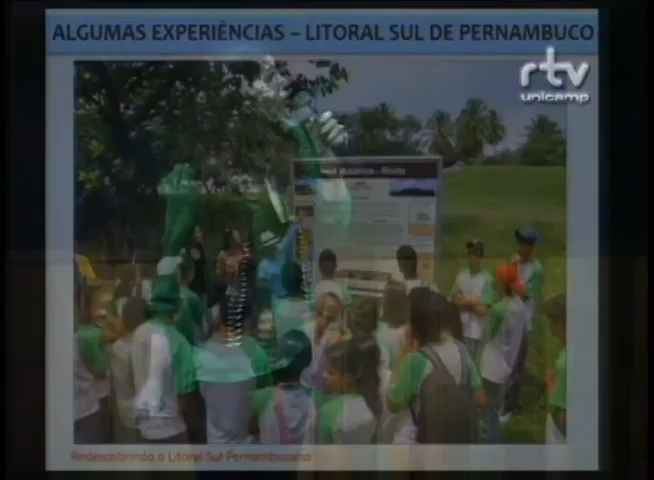 ALGUMAS EXPERIÊNCIAS – LITORAL SUL DE PERNAMBUCO
rtv
unicamp
Redescobrindo o Litoral Sul Pernambucano